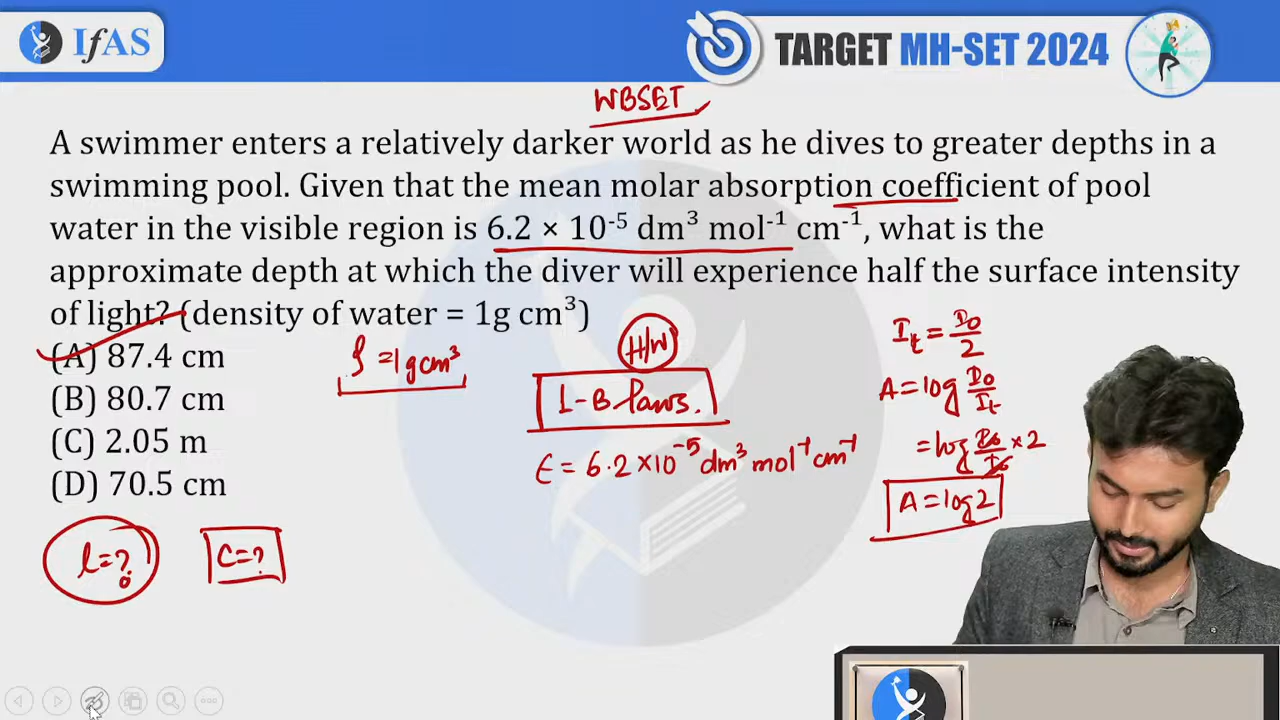 IfAS
TARGET MH-SET 2024
WBSET
A swimmer enters a relatively darker world as he dives to greater depths in a
swimming pool. Given that the mean molar absorption coefficient of pool
water in the visible region is 6.2 × 10⁻⁵ dm³ mol⁻¹ cm⁻¹, what is the
approximate depth at which the diver will experience half the surface intensity
of light? (density of water = 1g cm³)
(A) 87.4 cm
(B) 80.7 cm
(C) 2.05 m
(D) 70.5 cm
ρ = 1 g cm³
H/W
L-B Laws.
ε = 6.2 × 10⁻⁵ dm³ mol⁻¹ cm⁻¹
Iₜ = I₀/2
A = log I₀/Iₜ
= log I₀/I₀ × 2
A = log 2
l = ?
C = ?